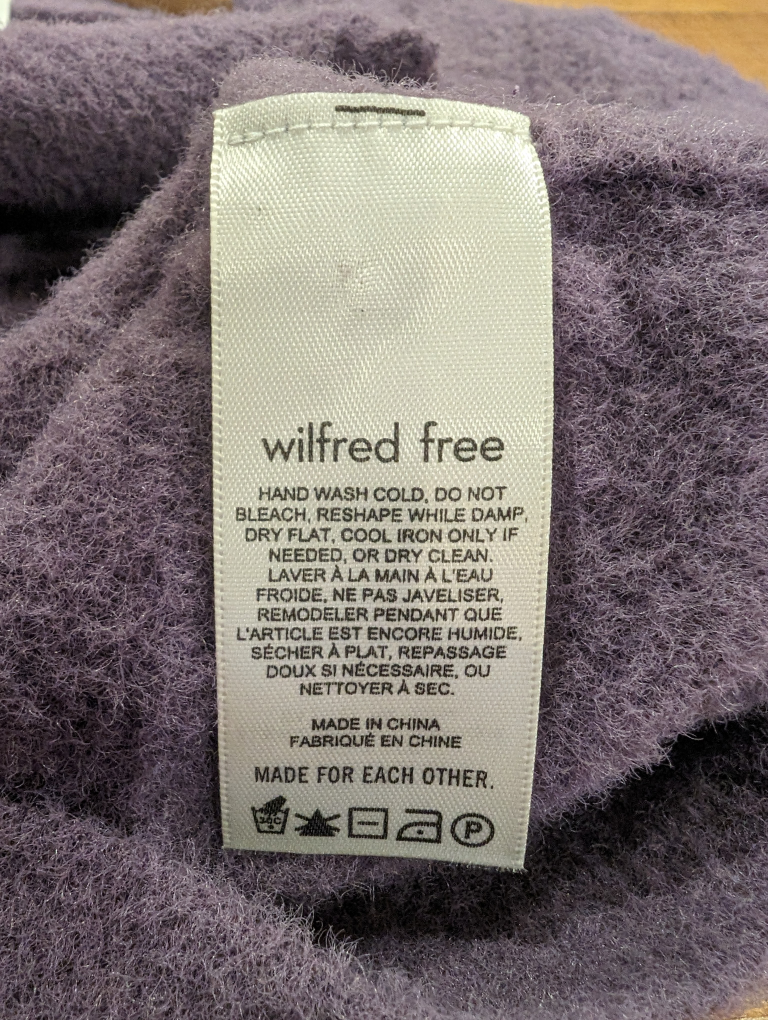 wilfred free
HAND WASH COLD, DO NOT
BLEACH, RESHAPE WHILE DAMP,
DRY FLAT, COOL IRON ONLY IF
NEEDED, OR DRY CLEAN.
LAVER À LA MAIN À L'EAU
FROIDE, NE PAS JAVELISER,
REMODELER PENDANT QUE
L'ARTICLE EST ENCORE HUMIDE,
SÉCHER À PLAT, REPASSAGE
DOUX SI NÉCESSAIRE, OU
NETTOYER À SEC.
MADE IN CHINA
FABRIQUÉ EN CHINE
MADE FOR EACH OTHER.
30C P